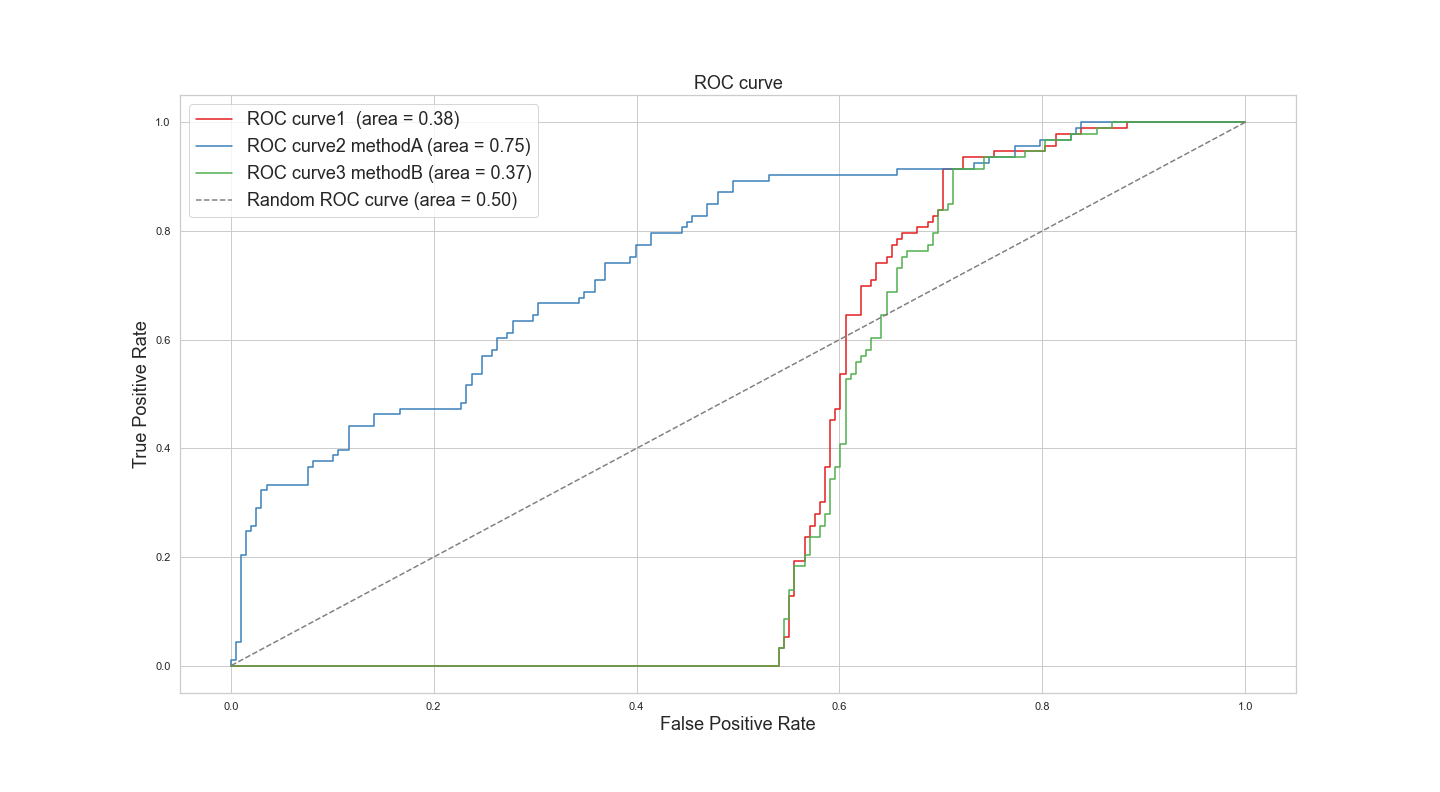 ROC curve
ROC curve1  (area = 0.38)
ROC curve2 methodA (area = 0.75)
ROC curve3 methodB (area = 0.37)
Random ROC curve (area = 0.50)
True Positive Rate
1.0
0.8
0.6
0.4
0.2
0.0
0.0 0.2 0.4 0.6 0.8 1.0
False Positive Rate